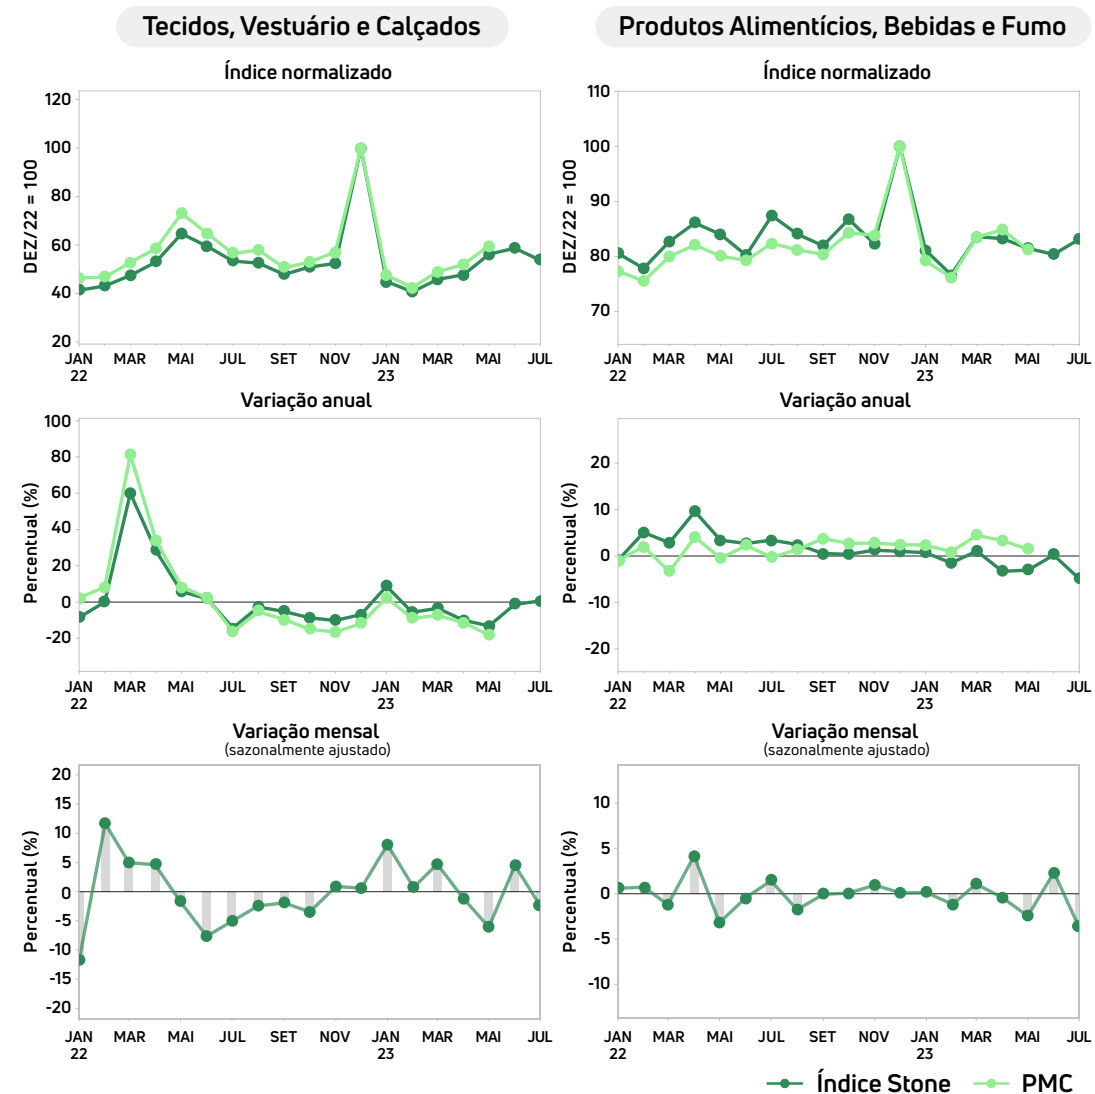 Tecidos, Vestuário e Calçados
Índice normalizado
DEZ/22 = 100
120
100
80
60
40
20
JAN MAR MAI JUL SET NOV JAN MAR MAI JUL
22 23
Variação anual
Percentual (%)
100
80
60
40
20
0
-20
JAN MAR MAI JUL SET NOV JAN MAR MAI JUL
22 23
Variação mensal
(sazonalmente ajustado)
Percentual (%)
20
15
10
5
0
-5
-10
-15
-20
JAN MAR MAI JUL SET NOV JAN MAR MAI JUL
22 23
Produtos Alimentícios, Bebidas e Fumo
Índice normalizado
DEZ/22 = 100
110
100
90
80
70
JAN MAR MAI JUL SET NOV JAN MAR MAI JUL
22 23
Variação anual
Percentual (%)
20
10
0
-10
-20
JAN MAR MAI JUL SET NOV JAN MAR MAI JUL
22 23
Variação mensal
(sazonalmente ajustado)
Percentual (%)
10
5
0
-5
-10
JAN MAR MAI JUL SET NOV JAN MAR MAI JUL
22 23
Índice Stone PMC